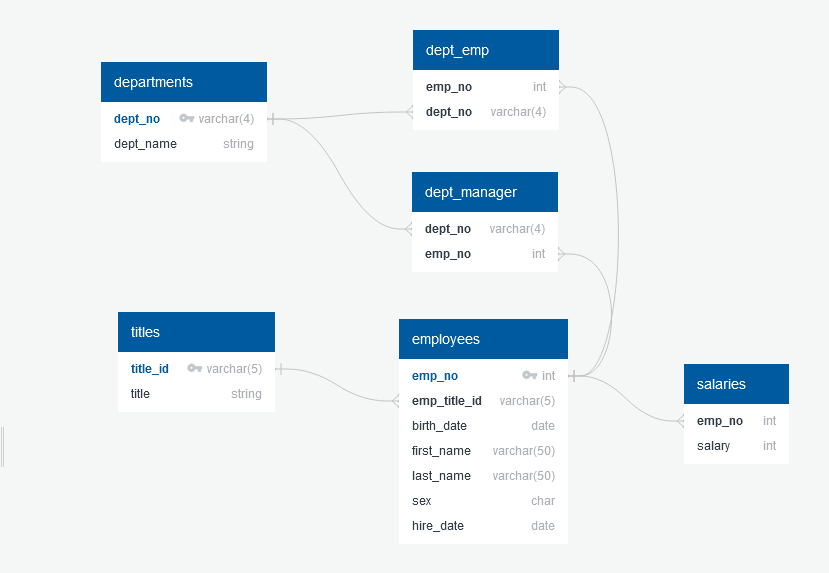 departments
dept_no varchar(4)
dept_name string
dept_emp
emp_no int
dept_no varchar(4)
dept_manager
dept_no varchar(4)
emp_no int
titles
title_id varchar(5)
title string
employees
emp_no int
emp_title_id varchar(5)
birth_date date
first_name varchar(50)
last_name varchar(50)
sex char
hire_date date
salaries
emp_no int
salary int